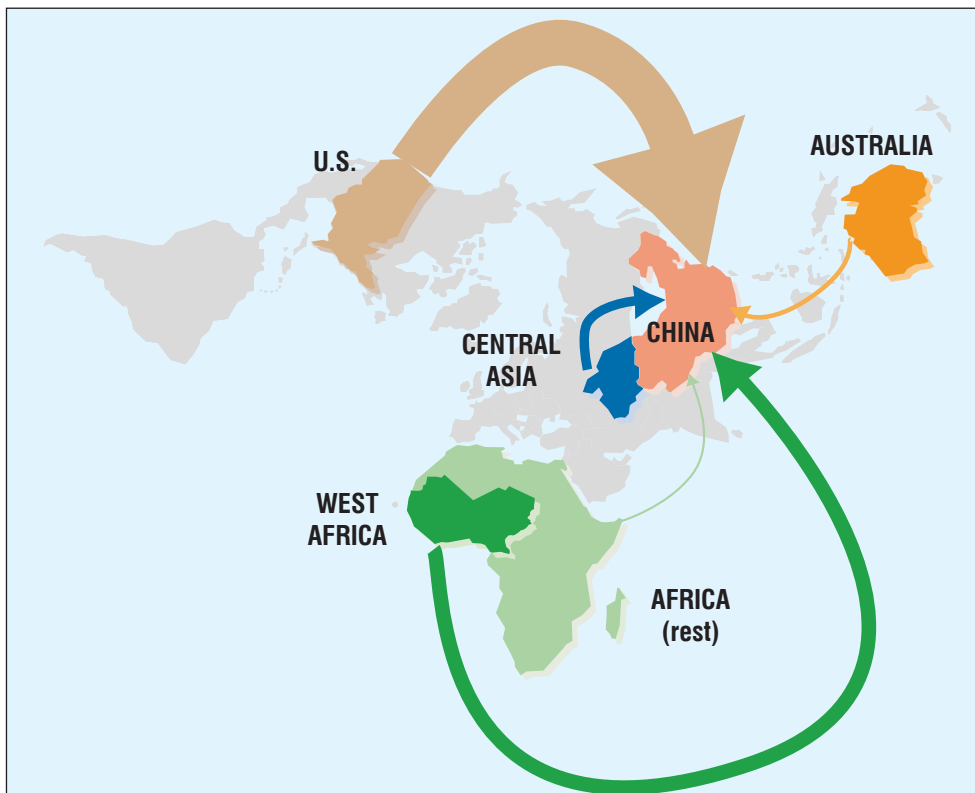 U.S.
AUSTRALIA
CHINA
CENTRAL
ASIA
WEST
AFRICA
AFRICA
(rest)